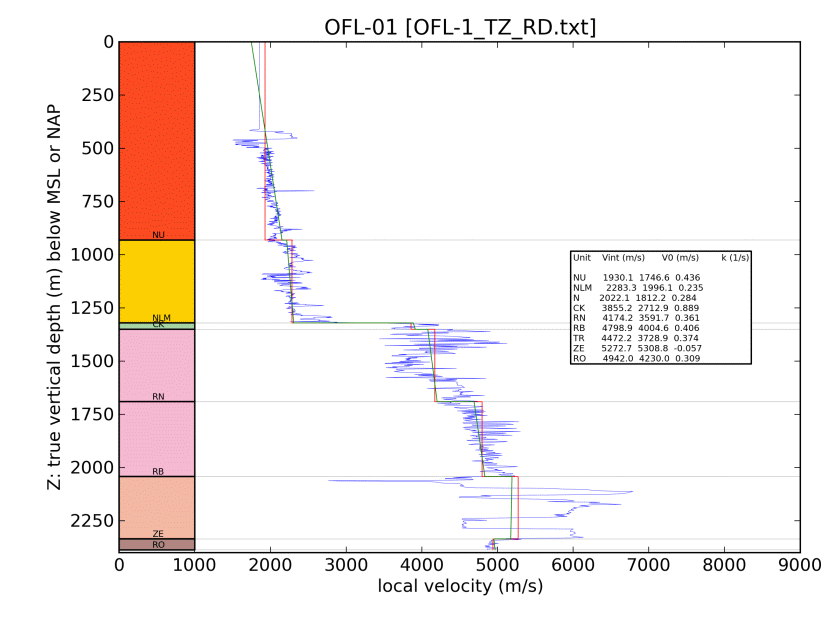 OFL-01 [OFL-1_TZ_RD.txt]
Z: true vertical depth (m) below MSL or NAP
0
250
500
750
1000
1250
1500
1750
2000
2250
NU
NLM
CK
RN
RB
ZE
RO
Unit Vint (m/s) V0 (m/s) k (1/s)
NU 1930.1 1746.6 0.436
NLM 2283.3 1996.1 0.235
N 2022.1 1812.2 0.284
CK 3855.2 2712.9 0.889
RN 4174.2 3591.7 0.361
RB 4798.9 4004.6 0.406
TR 4472.2 3728.9 0.374
ZE 5272.7 5308.8 -0.057
RO 4942.0 4230.0 0.309
0 1000 2000 3000 4000 5000 6000 7000 8000 9000
local velocity (m/s)